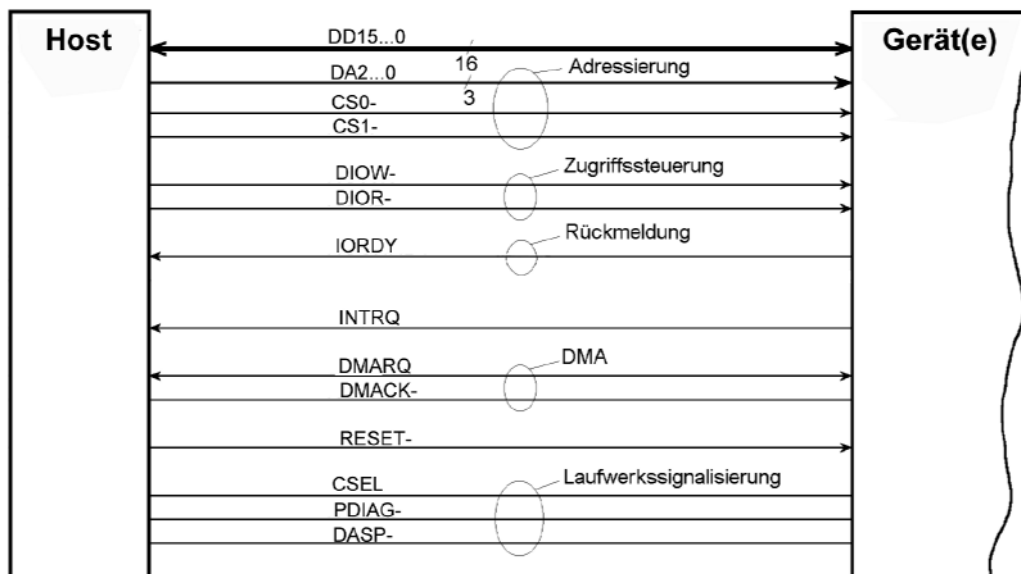 Host
Gerät(e)
DD15...0
16
Adressierung
DA2...0
3
CS0-
CS1-
Zugriffssteuerung
DIOW-
DIOR-
Rückmeldung
IORDY
INTRQ
DMA
DMARQ
DMACK-
RESET-
Laufwerkssignalisierung
CSEL
PDIAG-
DASP-